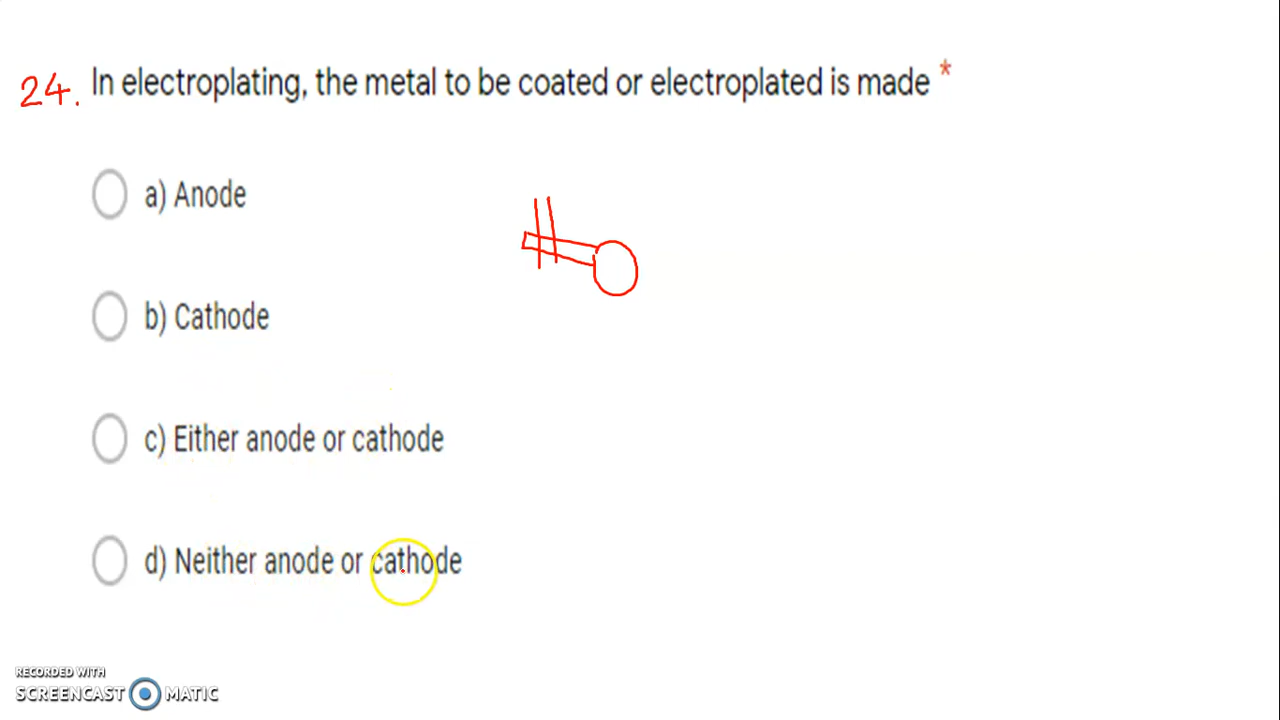 24. In electroplating, the metal to be coated or electroplated is made *
a) Anode
b) Cathode
c) Either anode or cathode
d) Neither anode or cathode
RECORDED WITH
SCREENCAST MATIC